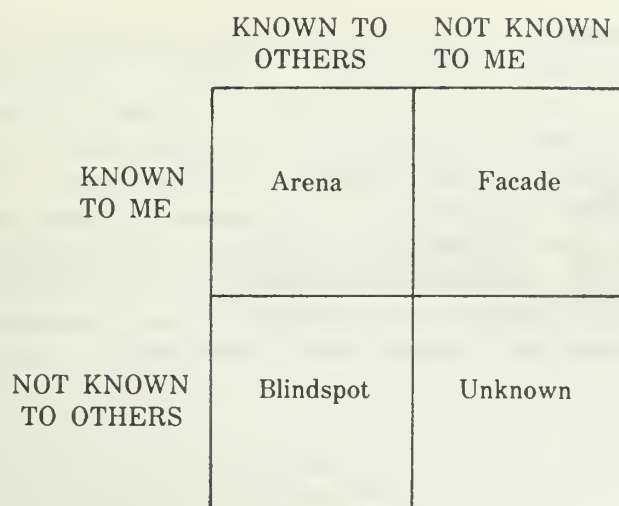 KNOWN TO
OTHERS
NOT KNOWN
TO ME
KNOWN
TO ME
Arena
Facade
NOT KNOWN
TO OTHERS
Blindspot
Unknown